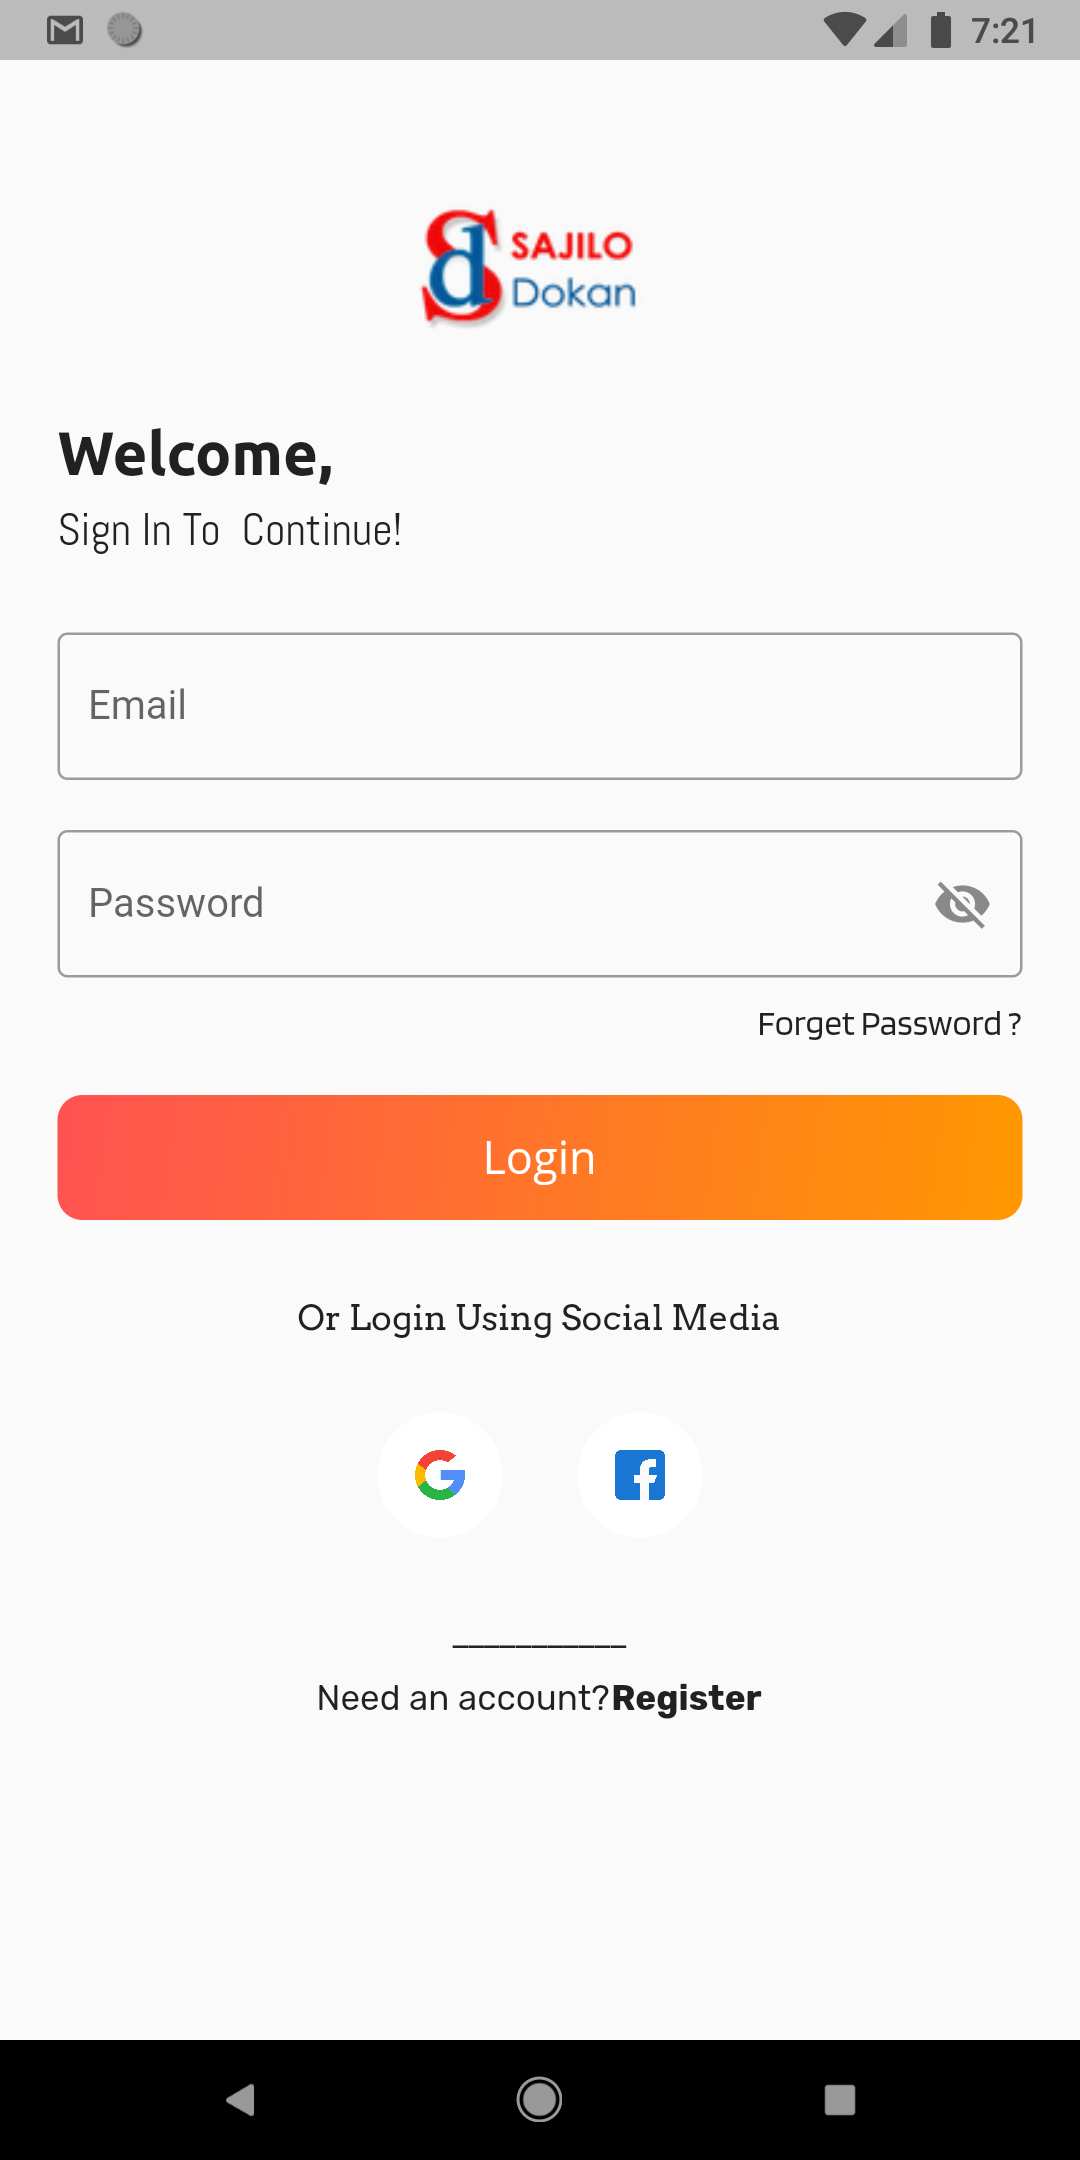 7:21
SAJILO
Dokan
Welcome,
Sign In To  Continue!
Email
Password
Forget Password ?
Login
Or Login Using Social Media
___________
Need an account?Register